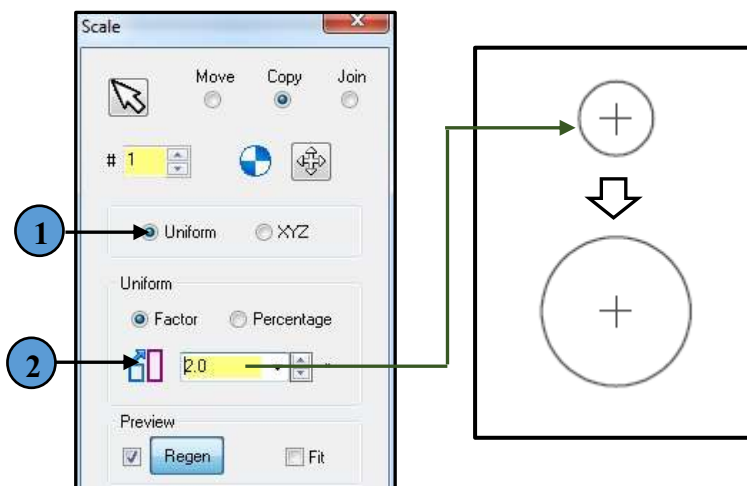 Scale
Move Copy Join
# 1
1
Uniform XYZ
Uniform
Factor Percentage
2
2.0
Preview
Regen Fit